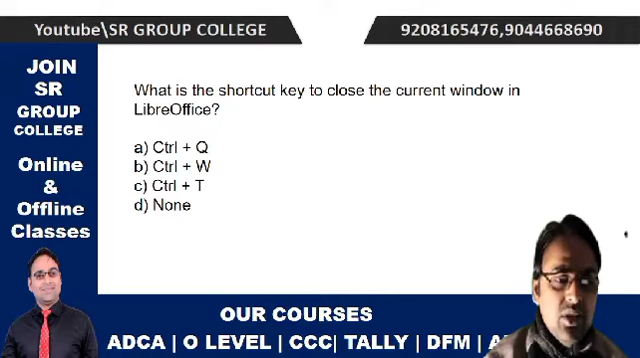 Youtube\SR GROUP COLLEGE
9208165476,9044668690
JOIN
SR
GROUP
COLLEGE
Online
&
Offline
Classes
What is the shortcut key to close the current window in
LibreOffice?
a) Ctrl + Q
b) Ctrl + W
c) Ctrl + T
d) None
OUR COURSES
ADCA | O LEVEL | CCC| TALLY | DFM |